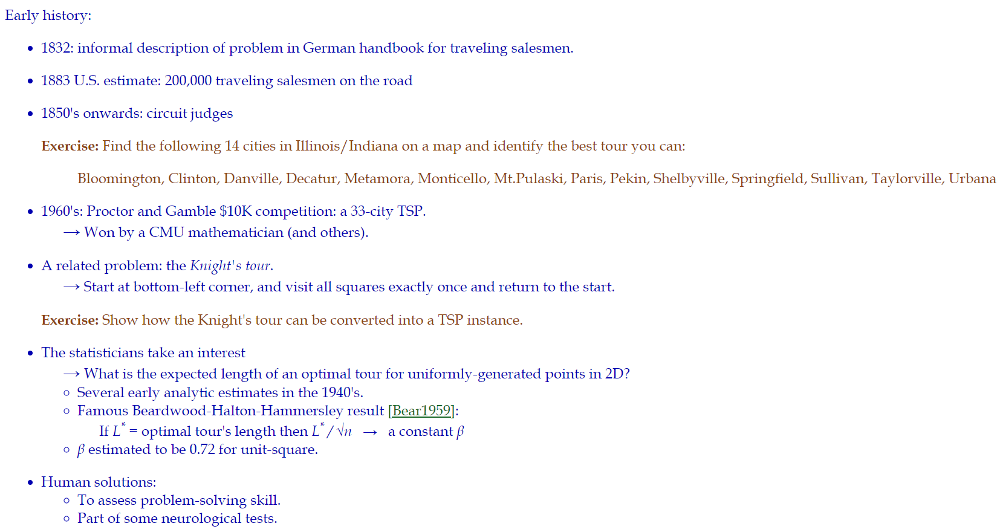 Early history:
• 1832: informal description of problem in German handbook for traveling salesmen.
• 1883 U.S. estimate: 200,000 traveling salesmen on the road
• 1850's onwards: circuit judges
Exercise: Find the following 14 cities in Illinois/Indiana on a map and identify the best tour you can:
Bloomington, Clinton, Danville, Decatur, Metamora, Monticello, Mt.Pulaski, Paris, Pekin, Shelbyville, Springfield, Sullivan, Taylorville, Urbana
• 1960's: Proctor and Gamble $10K competition: a 33-city TSP.
→ Won by a CMU mathematician (and others).
• A related problem: the Knight's tour.
→ Start at bottom-left corner, and visit all squares exactly once and return to the start.
Exercise: Show how the Knight's tour can be converted into a TSP instance.
• The statisticians take an interest
→ What is the expected length of an optimal tour for uniformly-generated points in 2D?
◦ Several early analytic estimates in the 1940's.
◦ Famous Beardwood-Halton-Hammersley result [Bear1959]:
If L* = optimal tour's length then L* / √n → a constant β
◦ β estimated to be 0.72 for unit-square.
• Human solutions:
◦ To assess problem-solving skill.
◦ Part of some neurological tests.